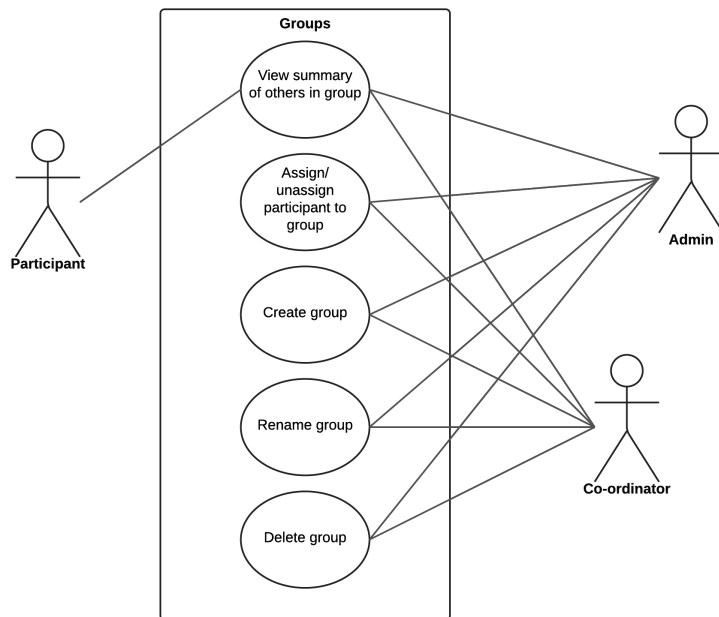 Groups
View summary
of others in group
Assign/
unassign
participant to
group
Create group
Rename group
Delete group
Participant
Admin
Co-ordinator